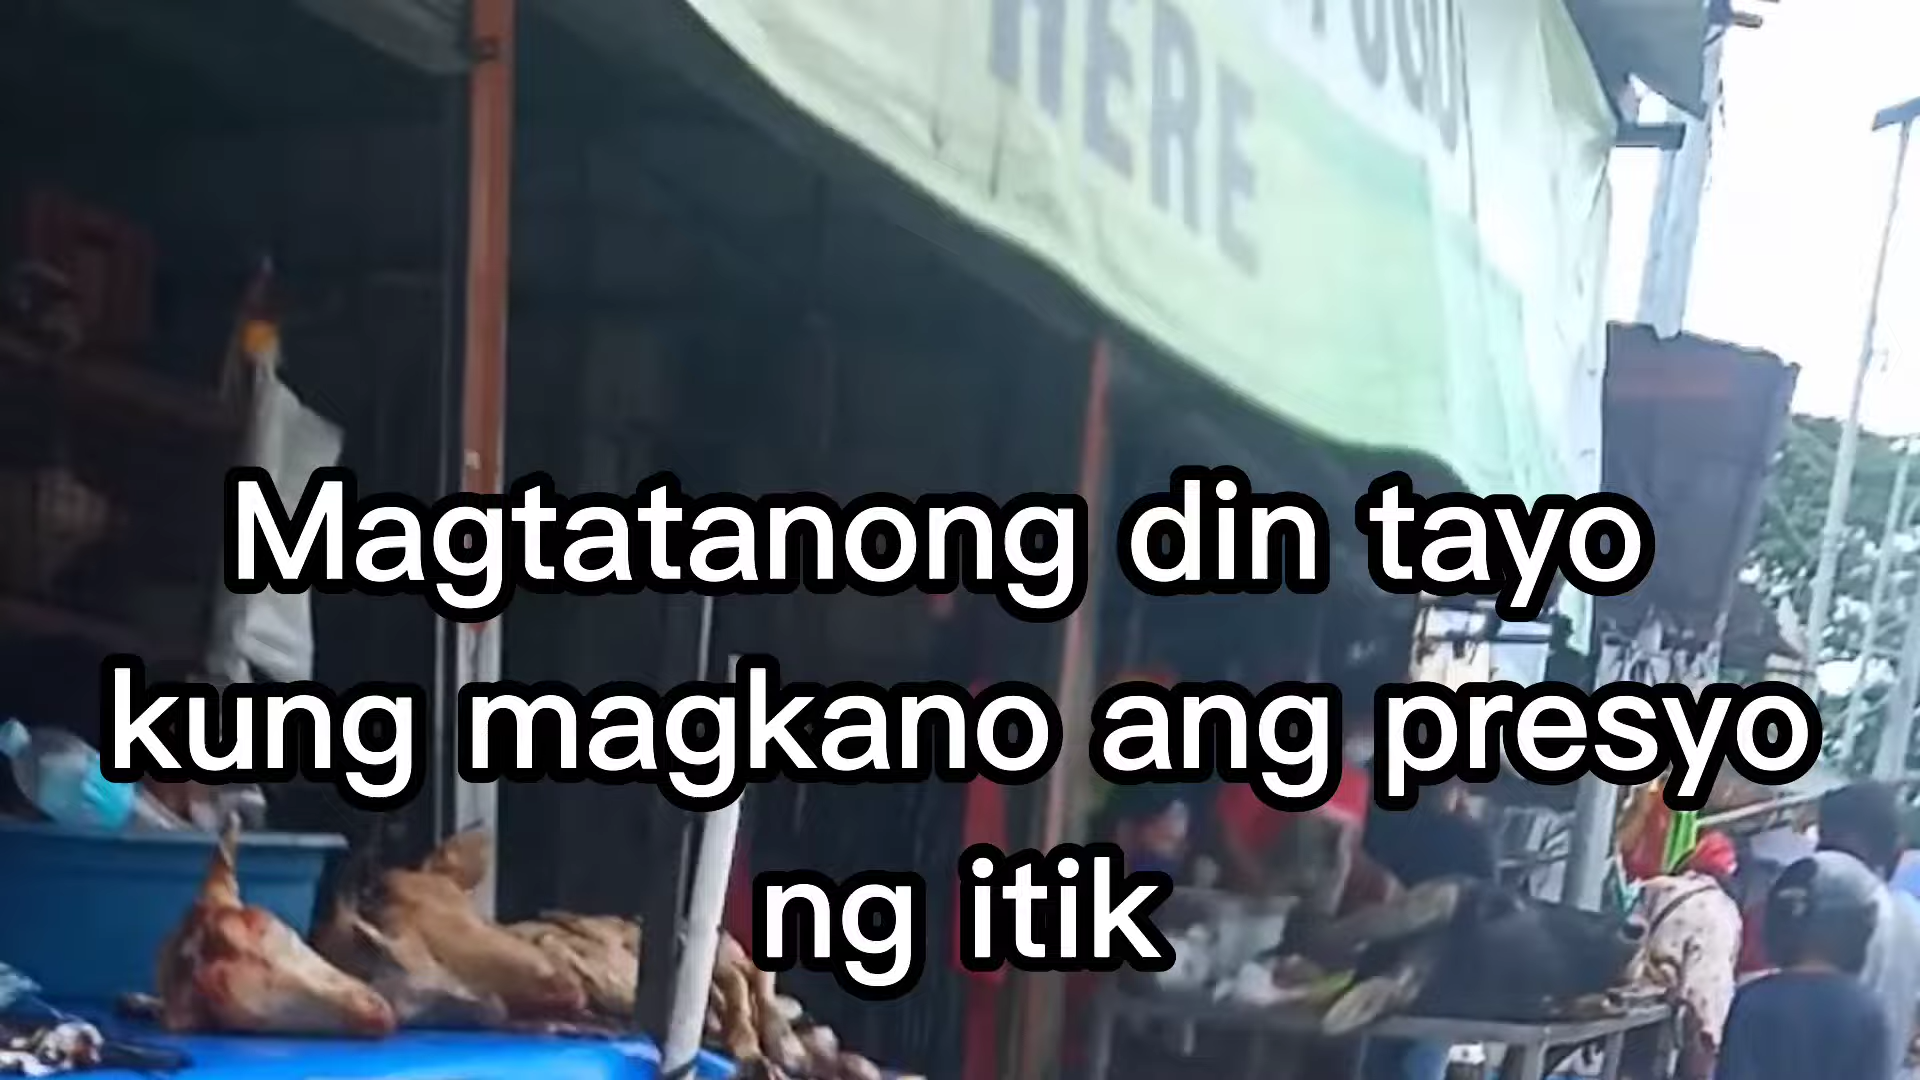 HERE
Magtatanong din tayo
kung magkano ang presyo
ng itik